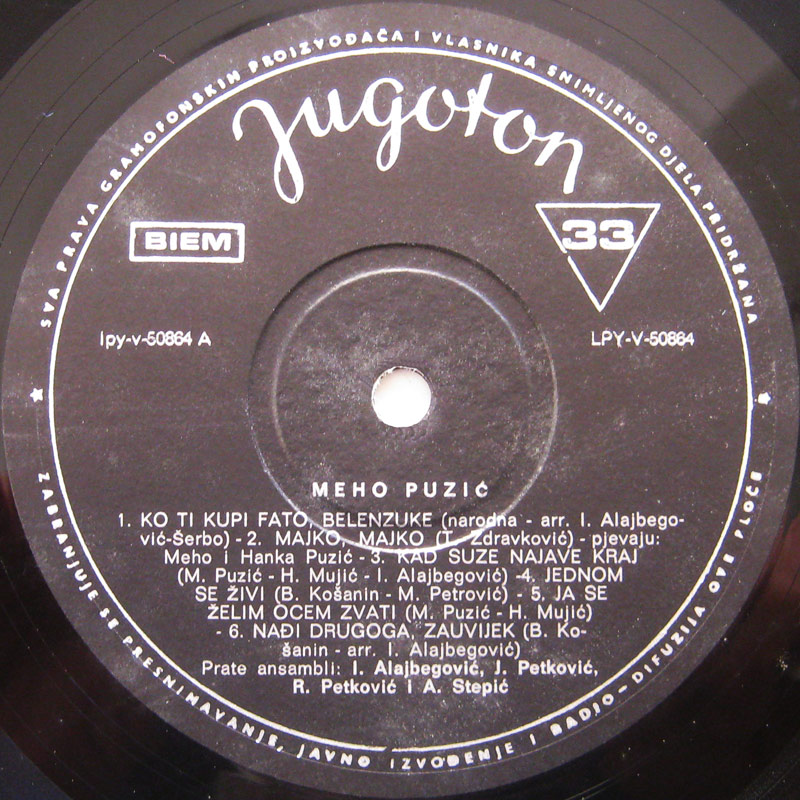 SVA PRAVA GRAMOFONSKIH PROIZVOĐAČA I VLASNIKA SNIMLJENOG DJELA PRIDRŽANA
Jugoton
BIEM
33
lpy-v-50864 A
LPY-V-50864
MEHO PUZIĆ
1. KO TI KUPI FATO, BELENZUKE (narodna - arr. I. Alajbego-
vić-Šerbo) - 2. MAJKO, MAJKO (T. Zdravković) - pjevaju:
Meho i Hanka Puzić - 3. KAD SUZE NAJAVE KRAJ
(M. Puzić - H. Mujić - I. Alajbegović) -4. JEDNOM
SE ŽIVI (B. Košanin - M. Petrović) - 5. JA SE
ŽELIM OCEM ZVATI (M. Puzić - H. Mujić)
- 6. NAĐI DRUGOGA, ZAUVIJEK (B. Ko-
šanin - arr. I. Alajbegović)
Prate ansambli: I. Alajbegović, J. Petković,
R. Petković i A. Stepić
ZABRANJUJE SE PRESNIMAVANJE, JAVNO IZVOĐENJE I RADIO-DIFUZIJA OVE PLOČE